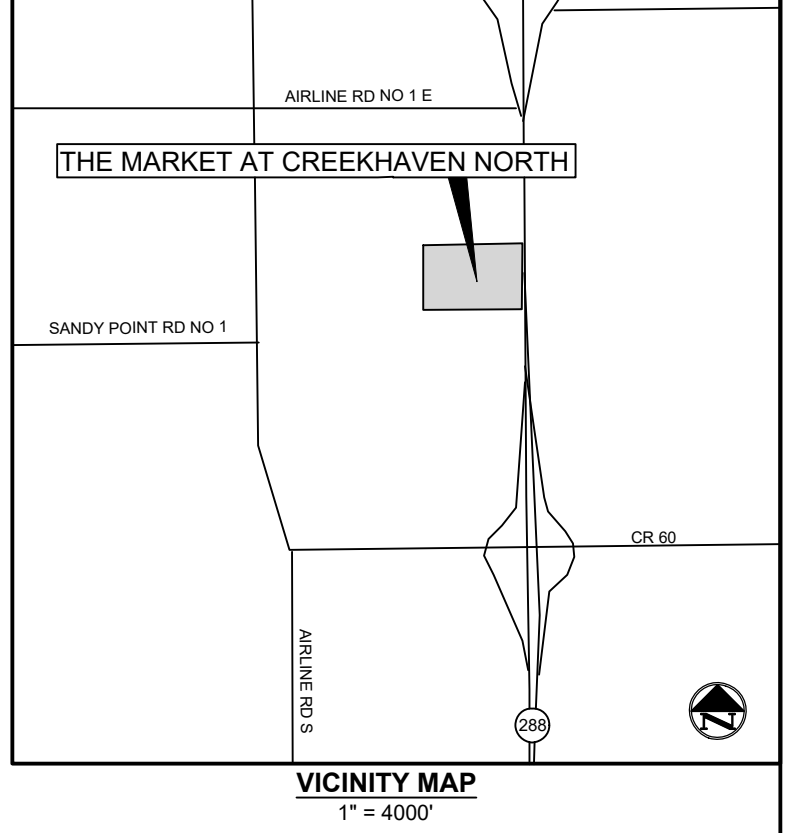 AIRLINE RD NO 1 E
THE MARKET AT CREEKHAVEN NORTH
SANDY POINT RD NO 1
CR 60
AIRLINE RD S
288
N
VICINITY MAP
1" = 4000'